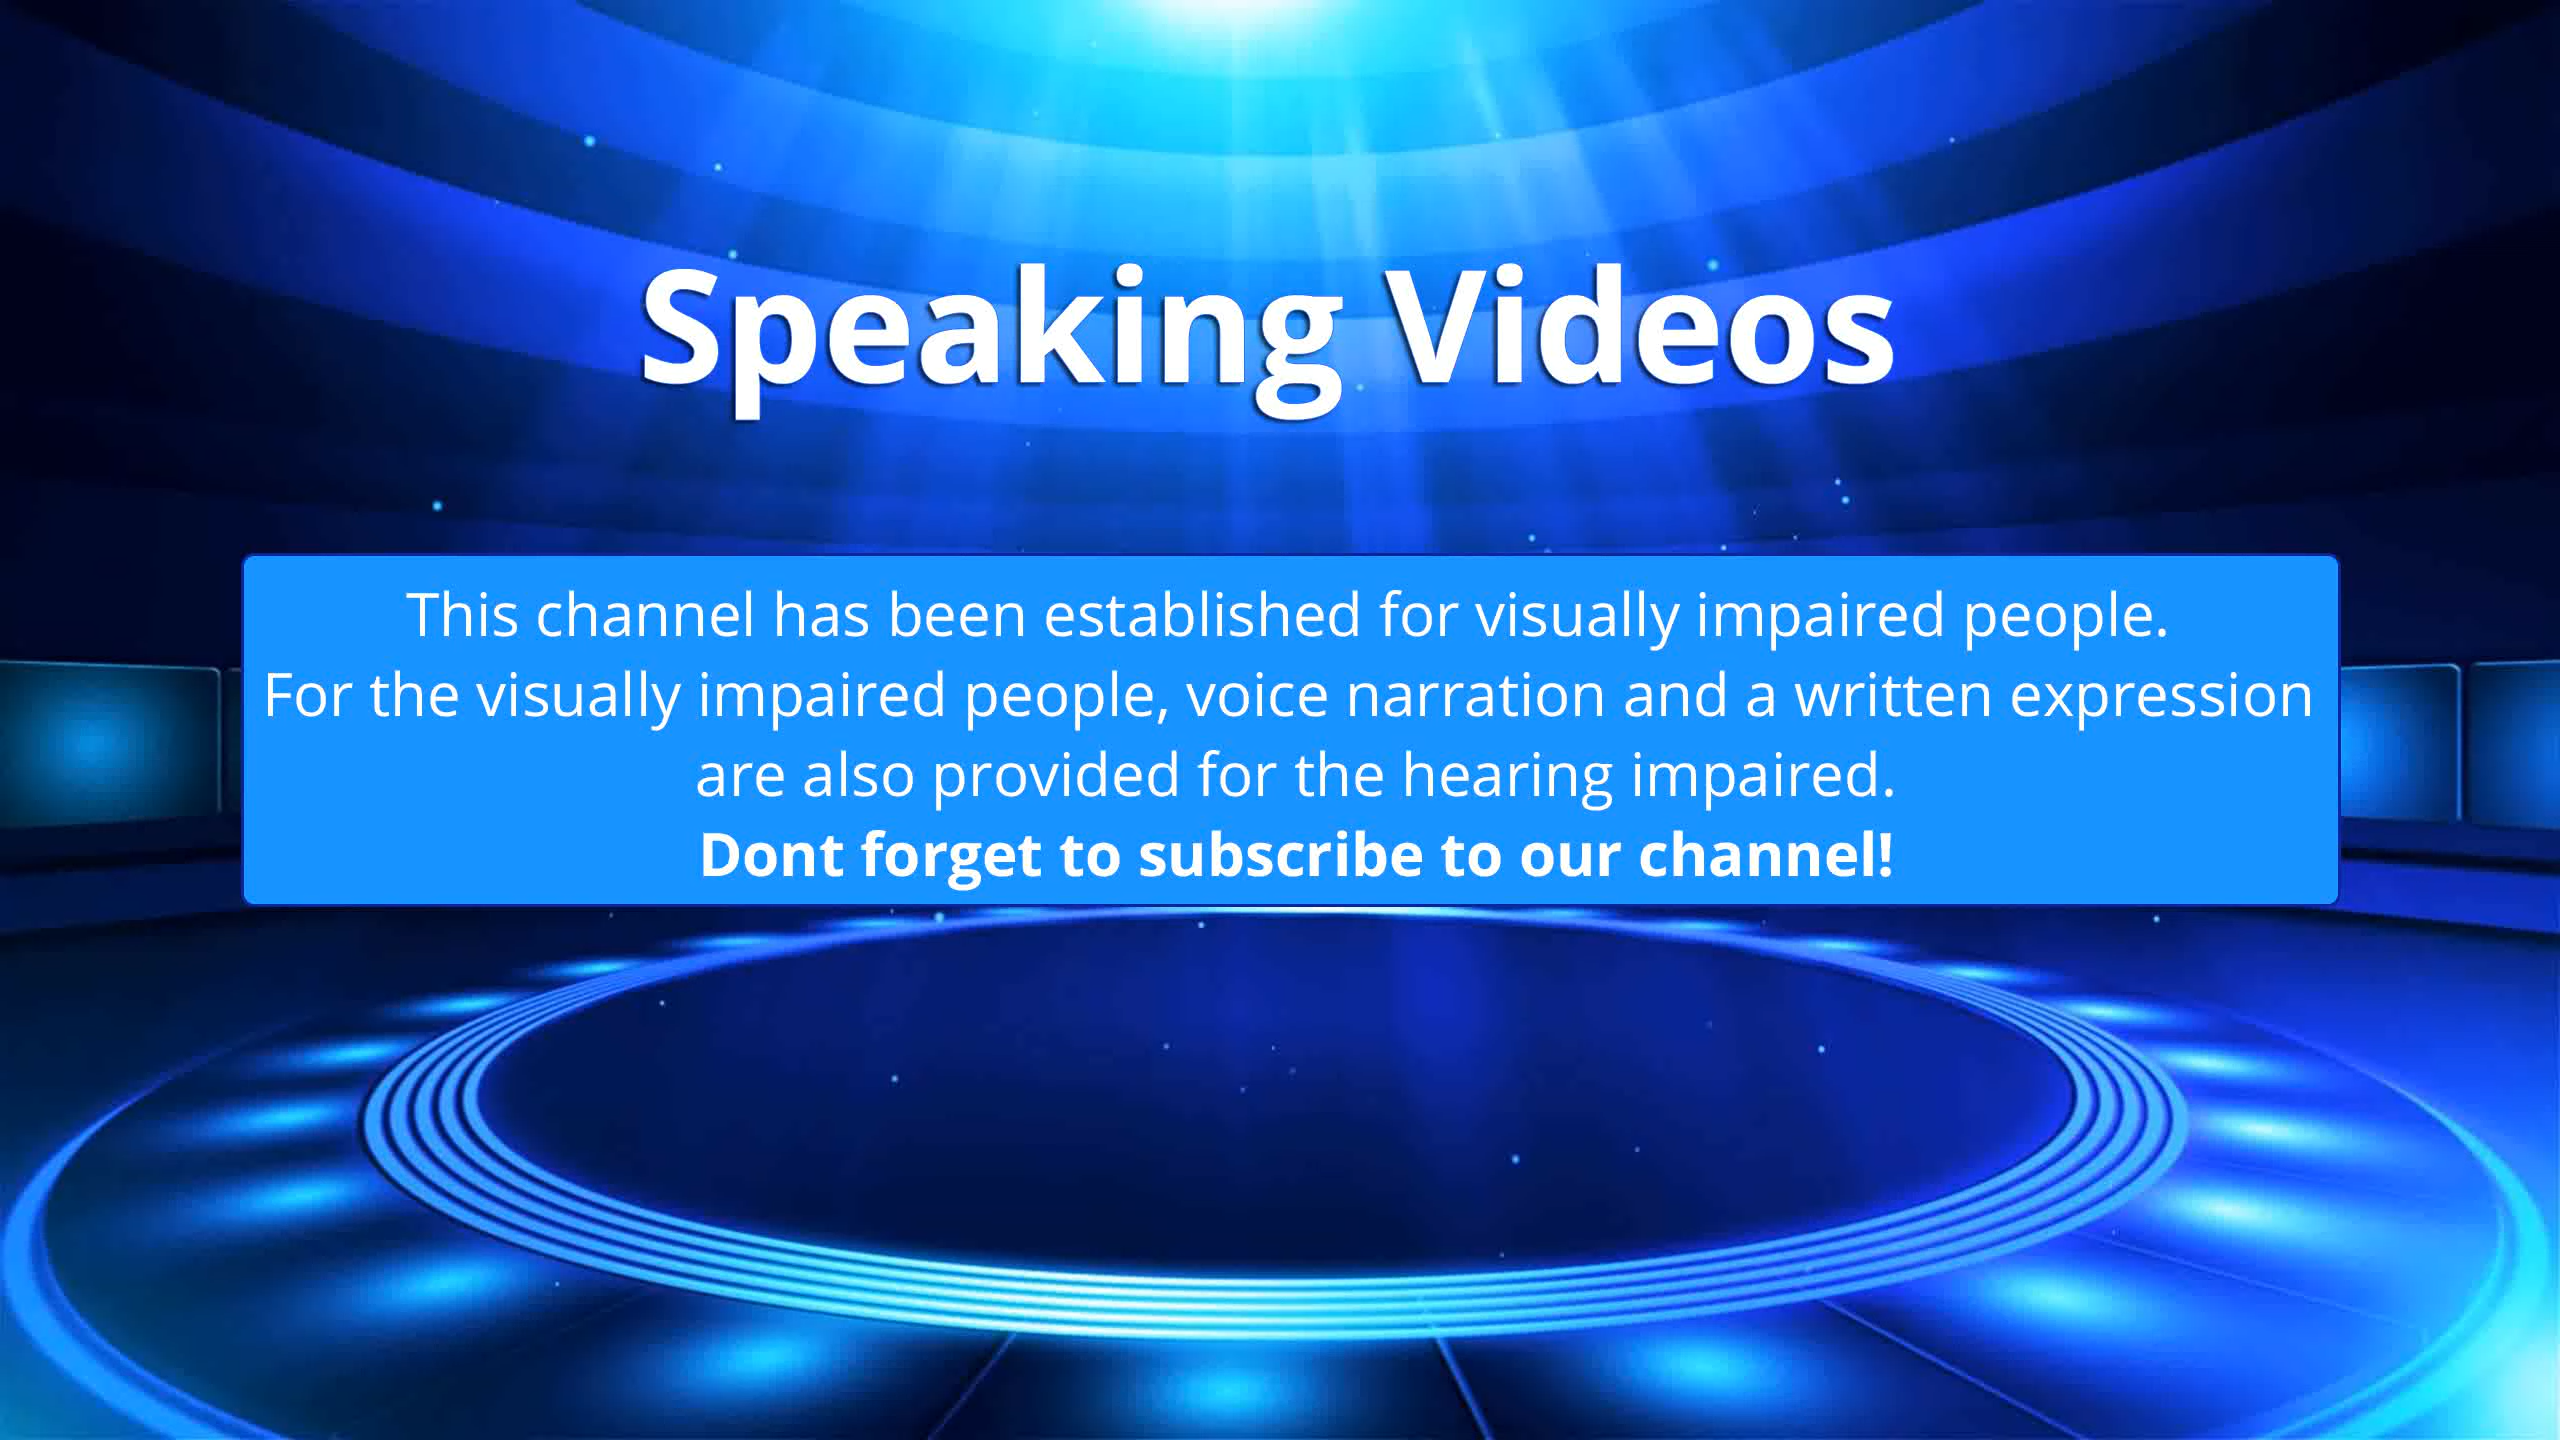 Speaking Videos
This channel has been established for visually impaired people.
For the visually impaired people, voice narration and a written expression
are also provided for the hearing impaired.
Dont forget to subscribe to our channel!